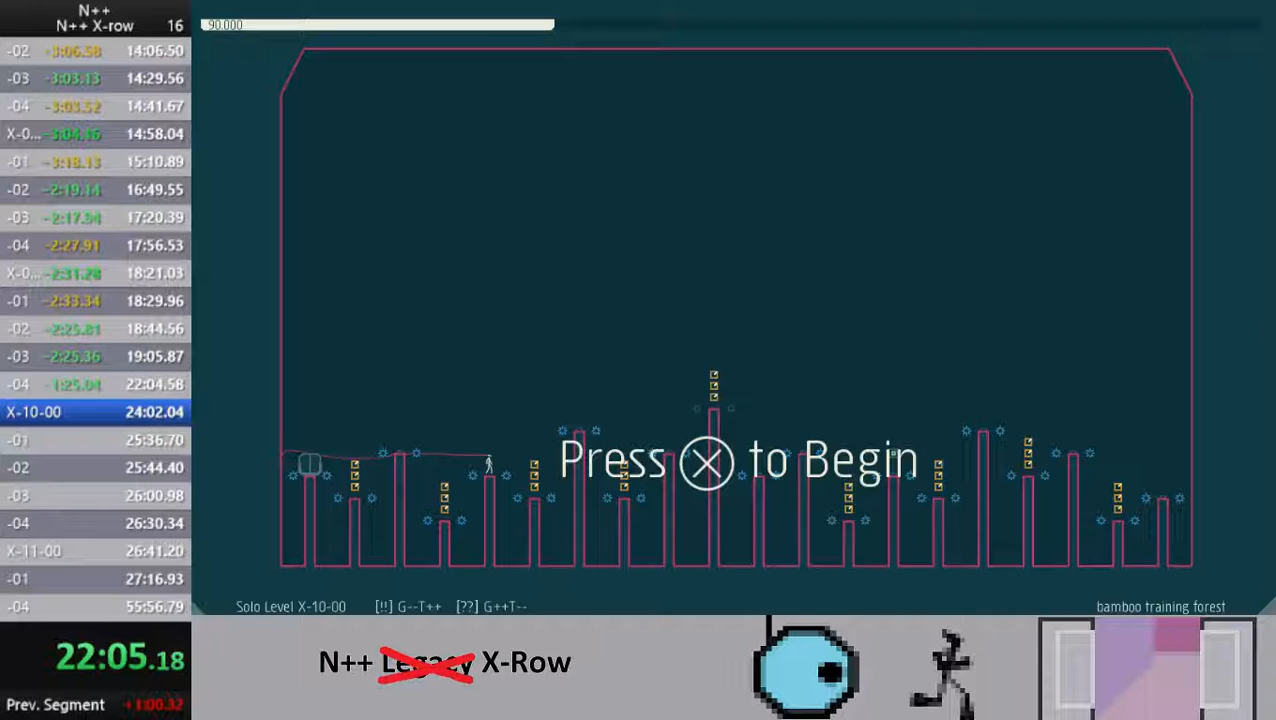 N++
N++ X-row 16
90.000
-02 -3:06.58 14:06.50
-03 -3:03.13 14:29.56
-04 -3:03.52 14:41.67
X-0... -3:04.16 14:58.04
-01 -3:18.13 15:10.89
-02 -2:19.14 16:49.55
-03 -2:17.94 17:20.39
-04 -2:27.91 17:56.53
X-0... -2:31.28 18:21.03
-01 -2:33.34 18:29.96
-02 -2:25.81 18:44.56
-03 -2:25.36 19:05.87
-04 -1:25.04 22:04.58
X-10-00 24:02.04
-01 25:36.70
-02 25:44.40
-03 26:00.98
-04 26:30.34
X-11-00 26:41.20
-01 27:16.93
-04 55:56.79
22:05.18
Prev. Segment +1:00.32
Press X to Begin
Solo Level X-10-00 [!!] G--T++ [??] G++T--
bamboo training forest
N++ Legacy X-Row